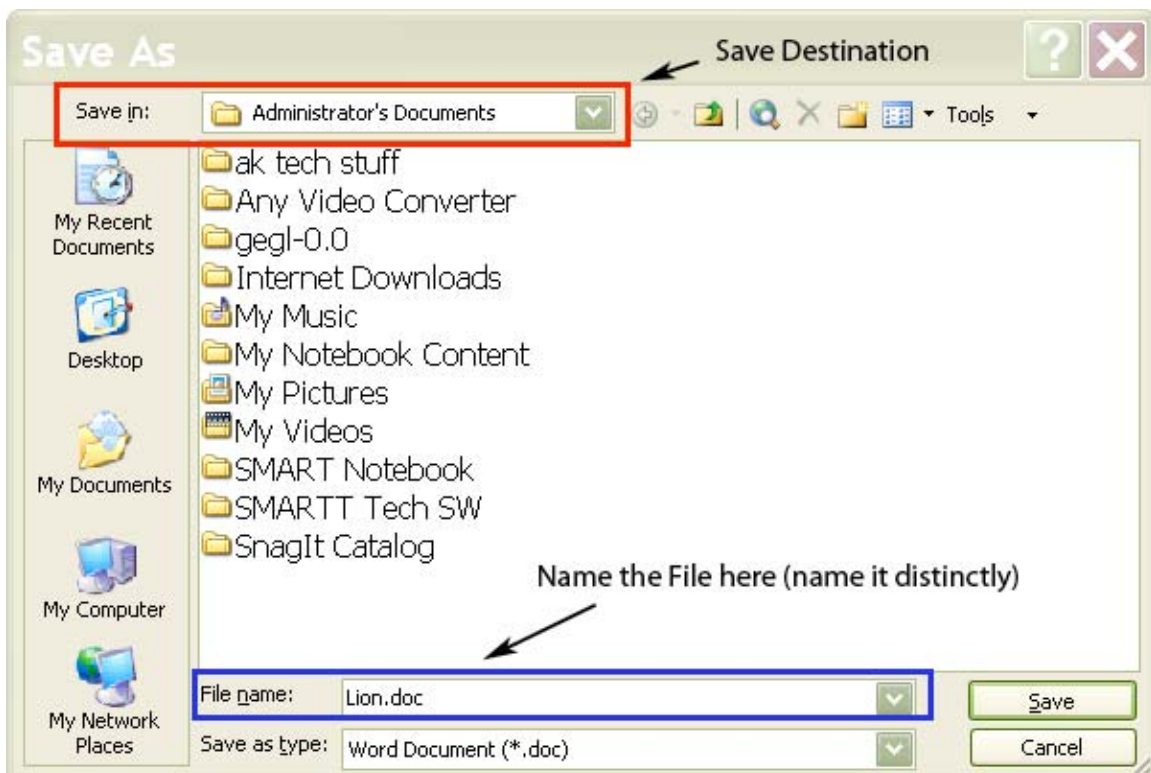 Save As
Save Destination
Save in:
Administrator's Documents
Tools
ak tech stuff
Any Video Converter
gegl-0.0
Internet Downloads
My Music
My Notebook Content
My Pictures
My Videos
SMART Notebook
SMARTT Tech SW
SnagIt Catalog
My Recent
Documents
Desktop
My Documents
My Computer
My Network
Places
Name the File here (name it distinctly)
File name:
Lion.doc
Save
Save as type:
Word Document (*.doc)
Cancel